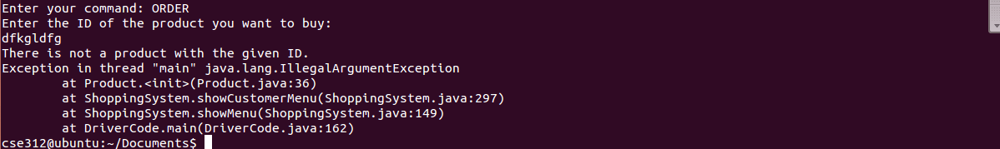 Enter your command: ORDER
Enter the ID of the product you want to buy:
dfkgldfg
There is not a product with the given ID.
Exception in thread "main" java.lang.IllegalArgumentException
        at Product.<init>(Product.java:36)
        at ShoppingSystem.showCustomerMenu(ShoppingSystem.java:297)
        at ShoppingSystem.showMenu(ShoppingSystem.java:149)
        at DriverCode.main(DriverCode.java:162)
cse312@ubuntu:~/Documents$